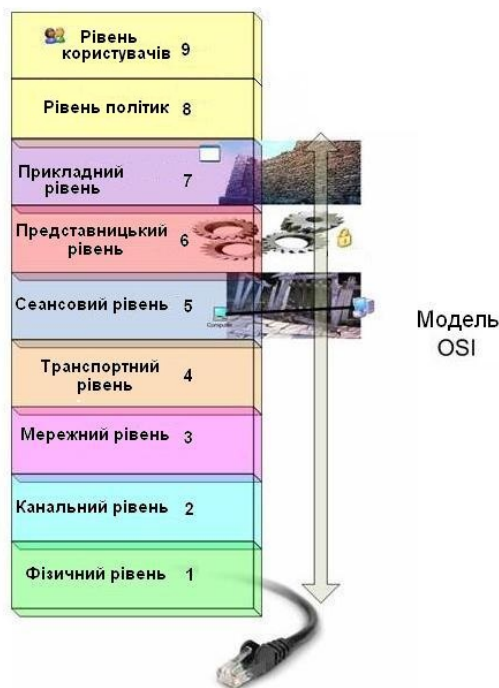 Рівень
користувачів 9
Рівень політик 8
Прикладний
рівень 7
Представницький
рівень 6
Сеансовий рівень 5
Computer
Транспортний
рівень 4
Мережний рівень 3
Канальний рівень 2
Фізичний рівень 1
Модель
OSI